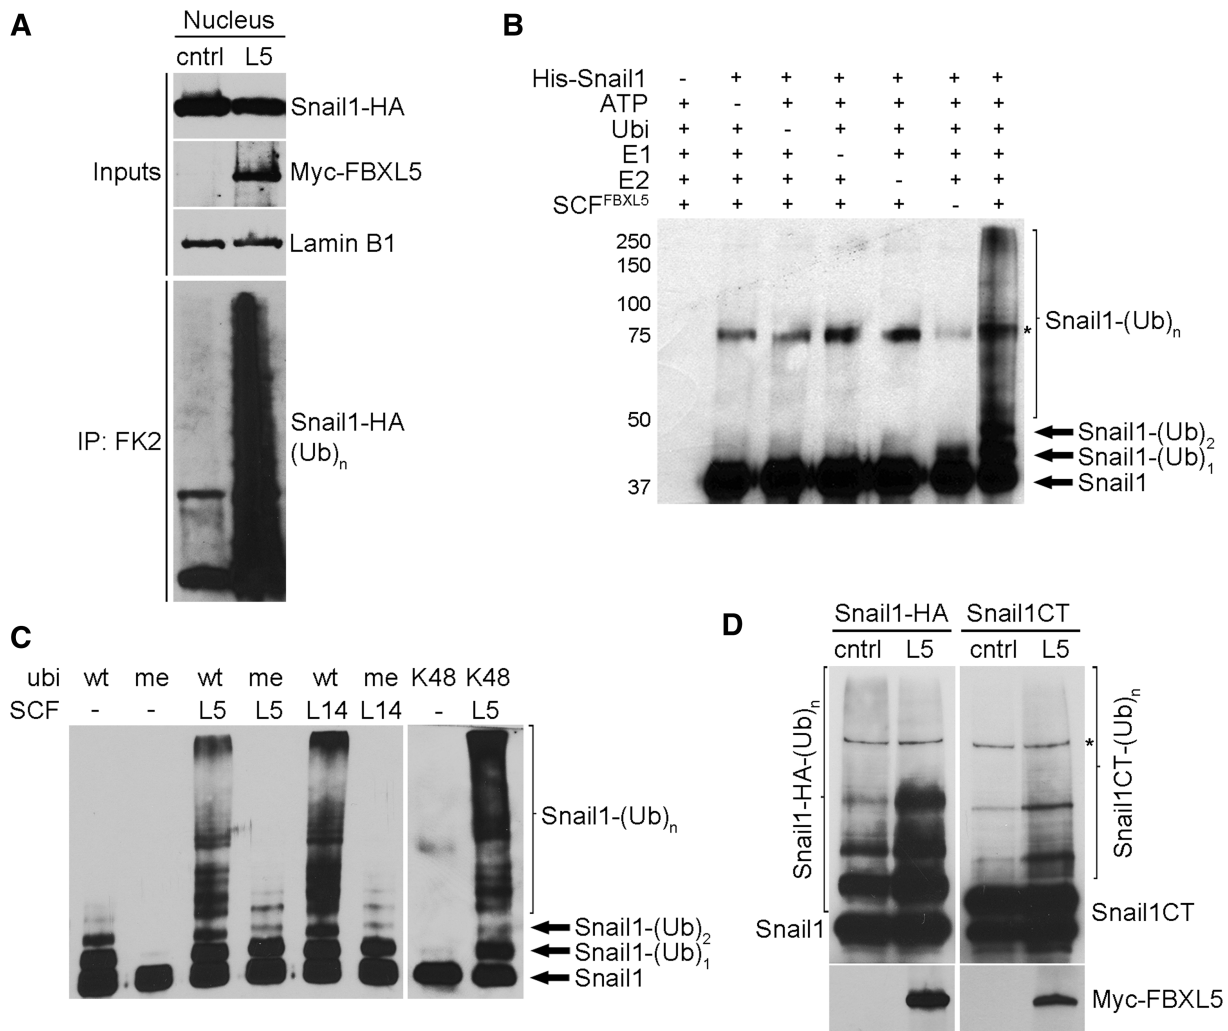 A
Nucleus
cntrl L5
Inputs
Snail1-HA
Myc-FBXL5
Lamin B1
IP: FK2
Snail1-HA
(Ub)n
B
His-Snail1 - + + + + + +
ATP + - + + + + +
Ubi + + - + + + +
E1 + + + - + + +
E2 + + + + - + +
SCFFBXL5 + + + + + - +
250
150
100
75
50
37
Snail1-(Ub)n
*
Snail1-(Ub)2
Snail1-(Ub)1
Snail1
C
ubi wt me wt me wt me K48 K48
SCF - - L5 L5 L14 L14 - L5
Snail1-(Ub)n
Snail1-(Ub)2
Snail1-(Ub)1
Snail1
D
Snail1-HA Snail1CT
cntrl L5 cntrl L5
Snail1-HA-(Ub)n
Snail1
*
Snail1CT-(Ub)n
Snail1CT
Myc-FBXL5